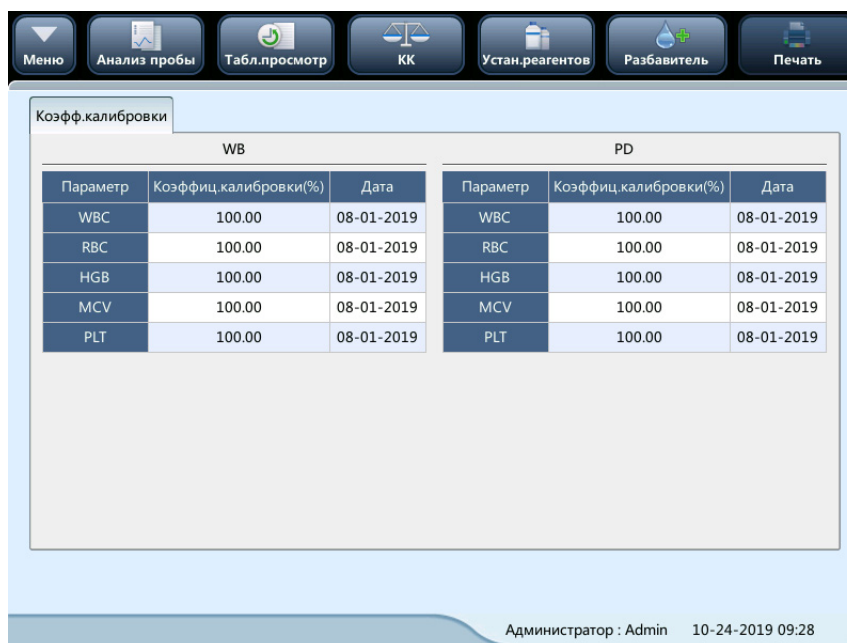 Меню Анализ пробы Табл.просмотр КК Устан.реагентов Разбавитель Печать
Коэфф.калибровки
WB PD
Параметр Коэффиц.калибровки(%) Дата Параметр Коэффиц.калибровки(%) Дата
WBC 100.00 08-01-2019 WBC 100.00 08-01-2019
RBC 100.00 08-01-2019 RBC 100.00 08-01-2019
HGB 100.00 08-01-2019 HGB 100.00 08-01-2019
MCV 100.00 08-01-2019 MCV 100.00 08-01-2019
PLT 100.00 08-01-2019 PLT 100.00 08-01-2019
Администратор : Admin 10-24-2019 09:28